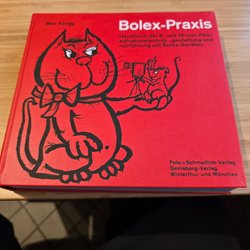 Max Abegg
Bolex-Praxis
Handbuch der 8- und 16-mm-Film-
aufnahmetechnik, -gestaltung und
-vorführung mit Bolex-Geräten
Foto+Schmalfilm-Verlag
Gemsberg-Verlag
Winterthur und München